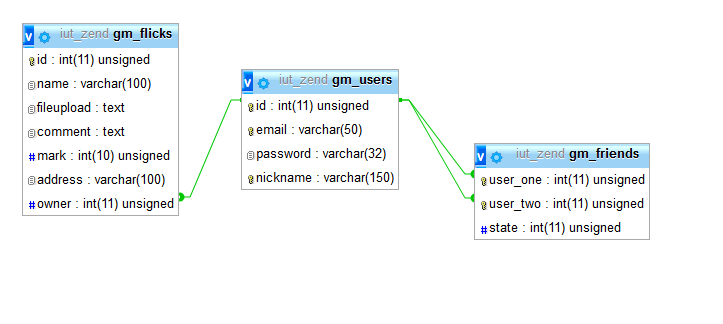 v iut_zend gm_flicks
id : int(11) unsigned
name : varchar(100)
fileupload : text
comment : text
# mark : int(10) unsigned
address : varchar(100)
# owner : int(11) unsigned
v iut_zend gm_users
id : int(11) unsigned
email : varchar(50)
password : varchar(32)
nickname : varchar(150)
v iut_zend gm_friends
user_one : int(11) unsigned
user_two : int(11) unsigned
# state : int(11) unsigned